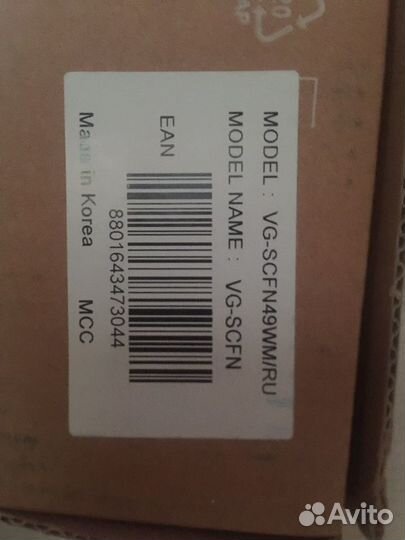 MODEL : VG-SCFN49WM/RU
MODEL NAME : VG-SCFN
EAN
8801643473044
Made in Korea MCC
Avito